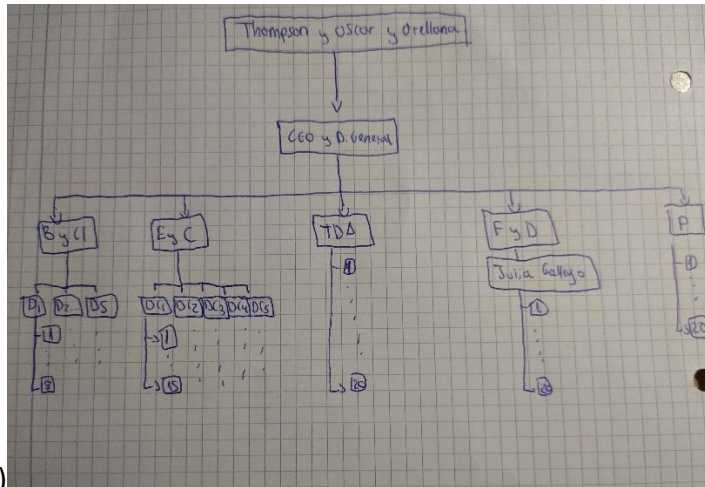 Thompson y Oscar y Orellana
CEO y D. General
B y CI
E y C
TDA
F y D
P
Julia Gallego
D1 D2 D5
DC1 DC2 DC3 DC4 DC5
1
8
1
15
1
20
1
20
1
20
)